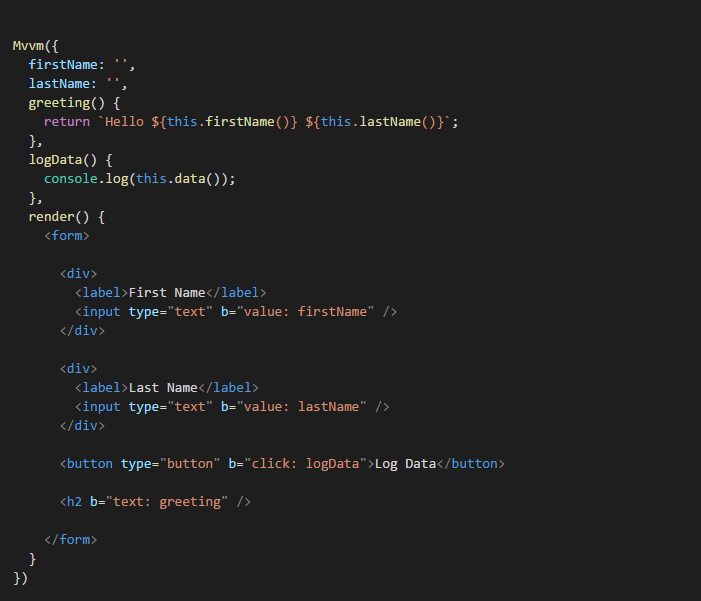 Mvvm({
  firstName: '',
  lastName: '',
  greeting() {
    return `Hello ${this.firstName()} ${this.lastName()}`;
  },
  logData() {
    console.log(this.data());
  },
  render() {
    <form>

      <div>
        <label>First Name</label>
        <input type="text" b="value: firstName" />
      </div>

      <div>
        <label>Last Name</label>
        <input type="text" b="value: lastName" />
      </div>

      <button type="button" b="click: logData">Log Data</button>

      <h2 b="text: greeting" />

    </form>
  }
})